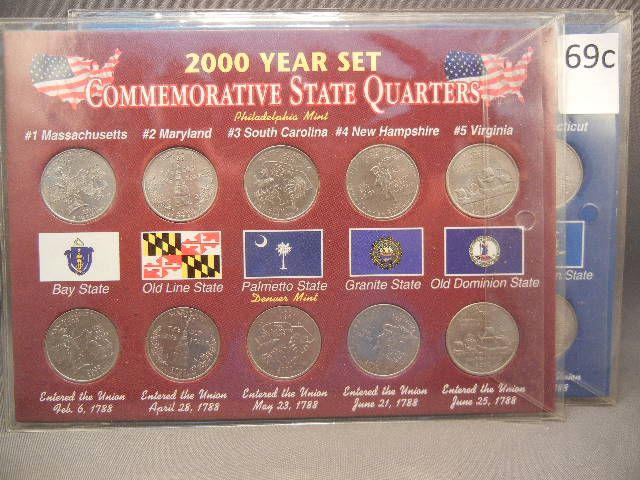 2000 YEAR SET
COMMEMORATIVE STATE QUARTERS
Philadelphia Mint
#1 Massachusetts #2 Maryland #3 South Carolina #4 New Hampshire #5 Virginia
Bay State Old Line State Palmetto State Granite State Old Dominion State
Denver Mint
Entered the Union Entered the Union Entered the Union Entered the Union Entered the Union
Feb. 6, 1788 April 28, 1788 May 23, 1788 June 21, 1788 June 25, 1788
69c
ecticut
State
Union